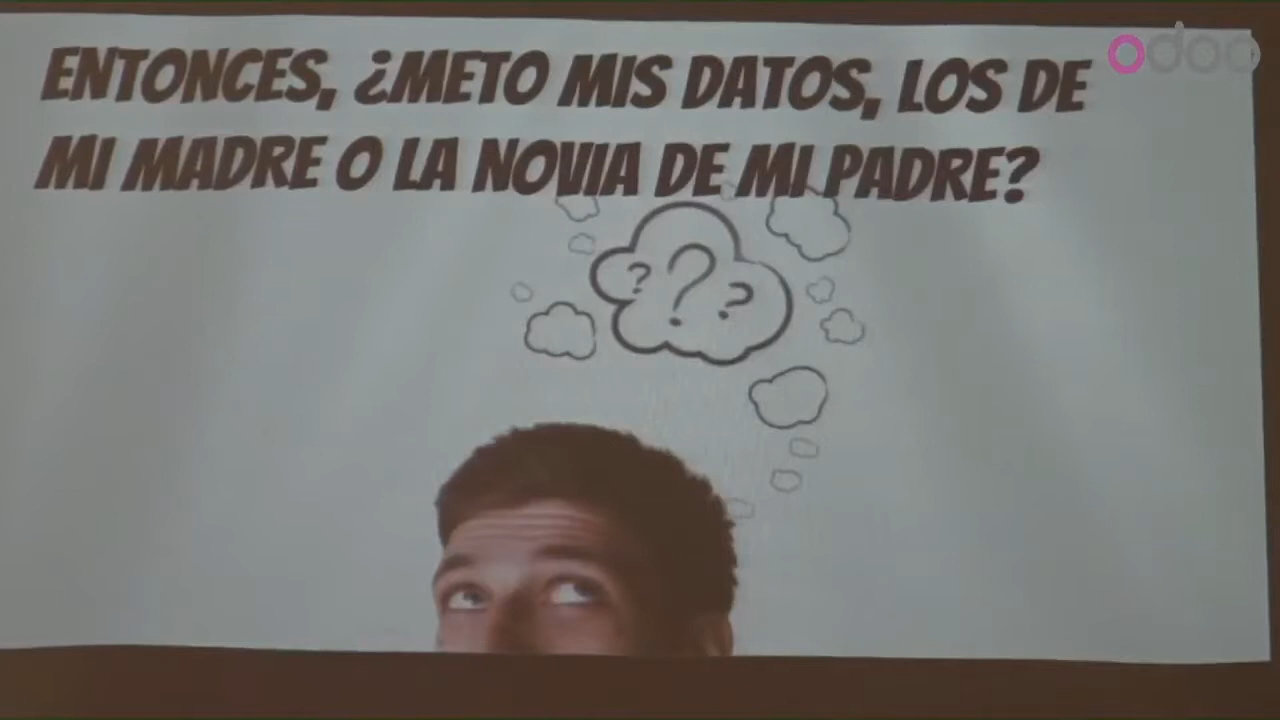 ENTONCES, ¿METO MIS DATOS, LOS DE
MI MADRE O LA NOVIA DE MI PADRE?
odoo
? ? ?